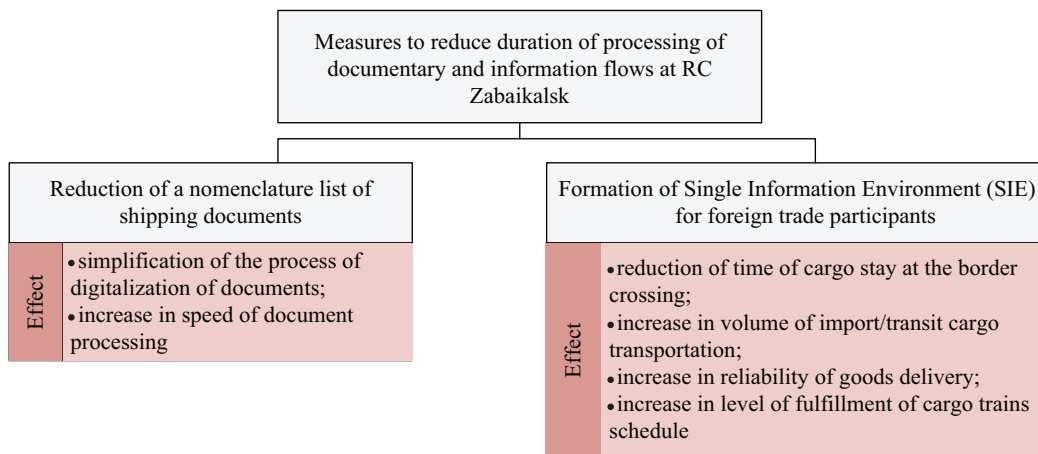 Measures to reduce duration of processing of
documentary and information flows at RC
Zabaikalsk
Reduction of a nomenclature list of
shipping documents
Effect
•simplification of the process of
digitalization of documents;
•increase in speed of document
processing
Formation of Single Information Environment (SIE)
for foreign trade participants
Effect
•reduction of time of cargo stay at the border
crossing;
•increase in volume of import/transit cargo
transportation;
•increase in reliability of goods delivery;
•increase in level of fulfillment of cargo trains
schedule